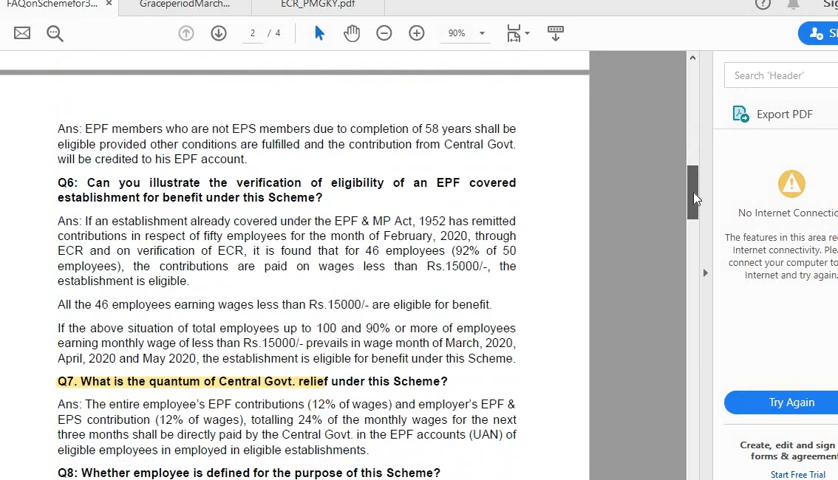 FAQonSchemefor3...
GraceperiodMarch...
ECR_PMGKY.pdf
2 / 4
90%
Search 'Header'
Export PDF
No Internet Connectio
The features in this area re
Internet connectivity. Plea
connect your computer to
Internet and try again.
Try Again
Create, edit and sign
forms & agreemen
Start Free Trial
Ans: EPF members who are not EPS members due to completion of 58 years shall be
eligible provided other conditions are fulfilled and the contribution from Central Govt.
will be credited to his EPF account.
Q6: Can you illustrate the verification of eligibility of an EPF covered
establishment for benefit under this Scheme?
Ans: If an establishment already covered under the EPF & MP Act, 1952 has remitted
contributions in respect of fifty employees for the month of February, 2020, through
ECR and on verification of ECR, it is found that for 46 employees (92% of 50
employees), the contributions are paid on wages less than Rs.15000/-, the
establishment is eligible.
All the 46 employees earning wages less than Rs.15000/- are eligible for benefit.
If the above situation of total employees up to 100 and 90% or more of employees
earning monthly wage of less than Rs.15000/- prevails in wage month of March, 2020,
April, 2020 and May 2020, the establishment is eligible for benefit under this Scheme.
Q7. What is the quantum of Central Govt. relief under this Scheme?
Ans: The entire employee's EPF contributions (12% of wages) and employer's EPF &
EPS contribution (12% of wages), totalling 24% of the monthly wages for the next
three months shall be directly paid by the Central Govt. in the EPF accounts (UAN) of
eligible employees in employed in eligible establishments.
Q8: Whether employee is defined for the purpose of this Scheme?